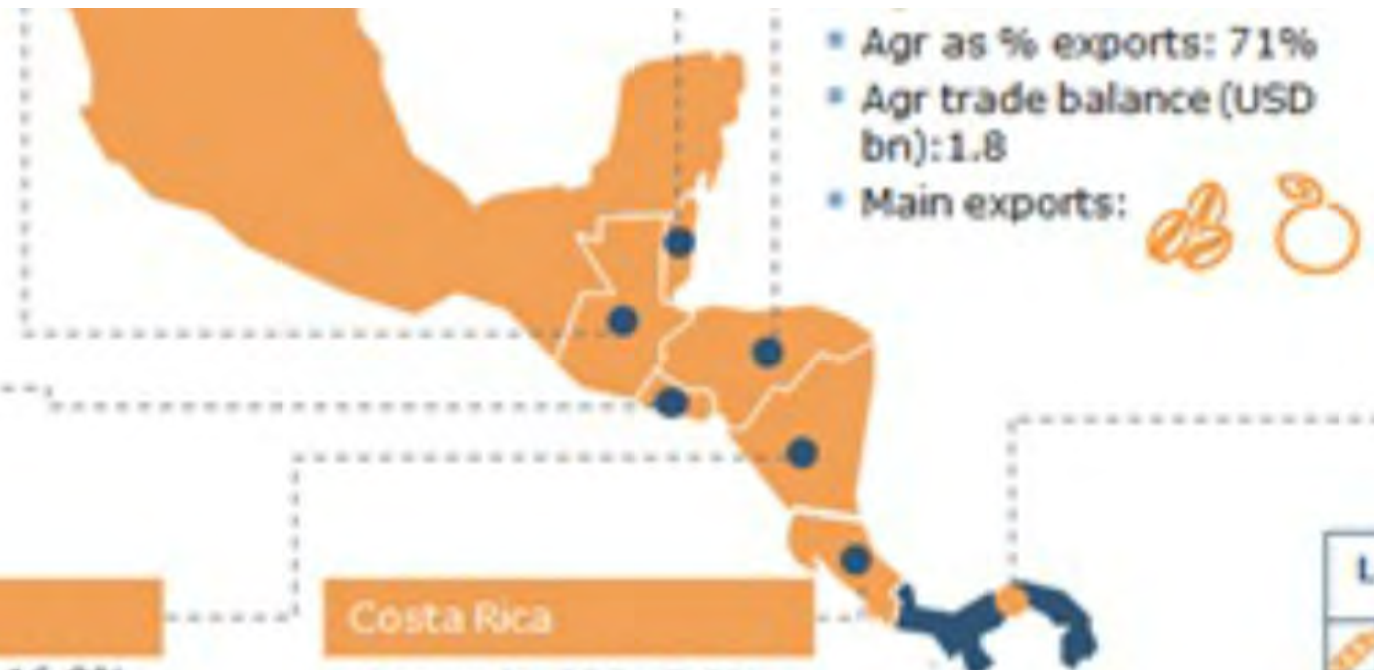 Agr as % exports: 71%
Agr trade balance (USD
bn):1.8
Main exports:
Costa Rica